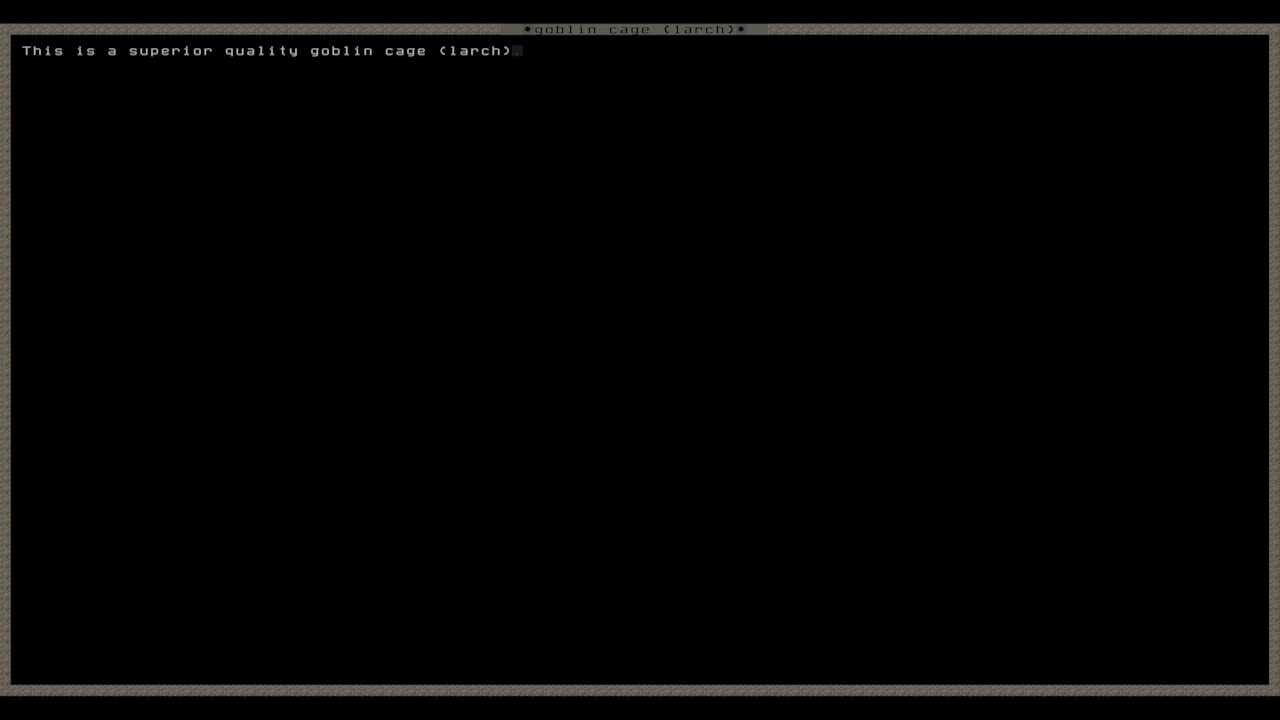 •goblin cage (larch)•
This is a superior quality goblin cage (larch).